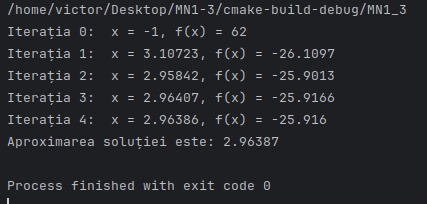 /home/victor/Desktop/MN1-3/cmake-build-debug/MN1_3
Iterația 0:  x = -1, f(x) = 62
Iterația 1:  x = 3.10723, f(x) = -26.1097
Iterația 2:  x = 2.95842, f(x) = -25.9013
Iterația 3:  x = 2.96407, f(x) = -25.9166
Iterația 4:  x = 2.96386, f(x) = -25.916
Aproximarea soluției este: 2.96387
Process finished with exit code 0